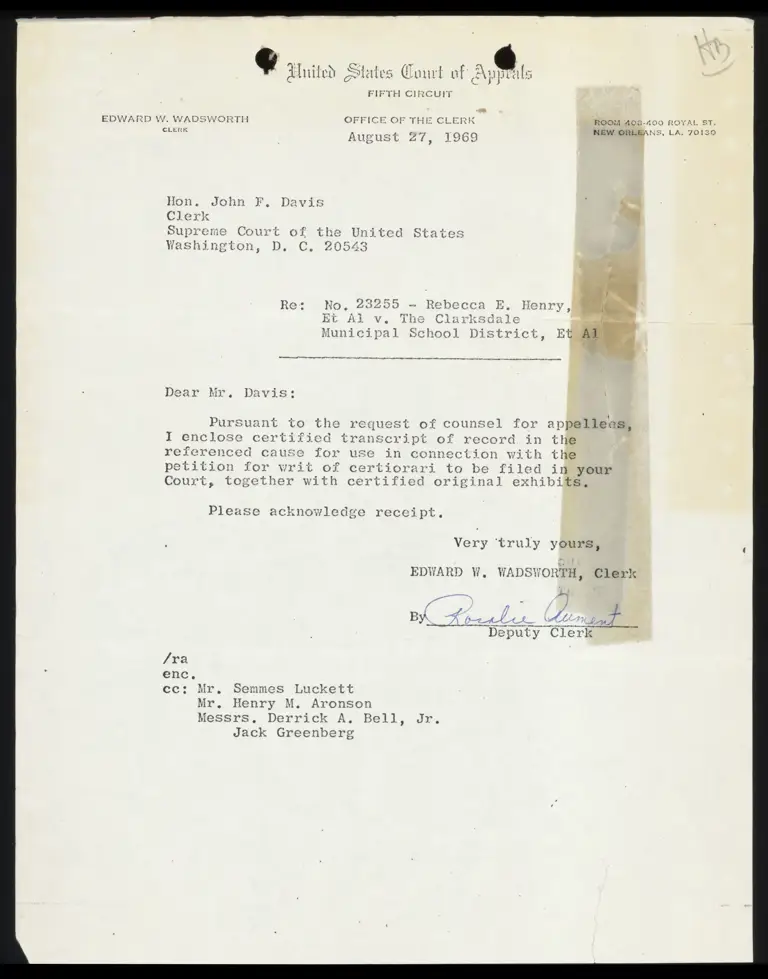 HB
United States Court of Appeals
FIFTH CIRCUIT
EDWARD W. WADSWORTH
CLERK
OFFICE OF THE CLERK
August 27, 1969
ROOM 408-400 ROYAL ST.
NEW ORLEANS, LA. 70130
Hon. John F. Davis
Clerk
Supreme Court of the United States
Washington, D. C. 20543
Re: No. 23255 - Rebecca E. Henry,
Et Al v. The Clarksdale
Municipal School District, Et Al
Dear Mr. Davis:
Pursuant to the request of counsel for appellees,
I enclose certified transcript of record in the
referenced cause for use in connection with the
petition for writ of certiorari to be filed in your
Court, together with certified original exhibits.
Please acknowledge receipt.
Very truly yours,
EDWARD W. WADSWORTH, Clerk
By Rosalie Aument
Deputy Clerk
/ra
enc.
cc: Mr. Semmes Luckett
Mr. Henry M. Aronson
Messrs. Derrick A. Bell, Jr.
Jack Greenberg